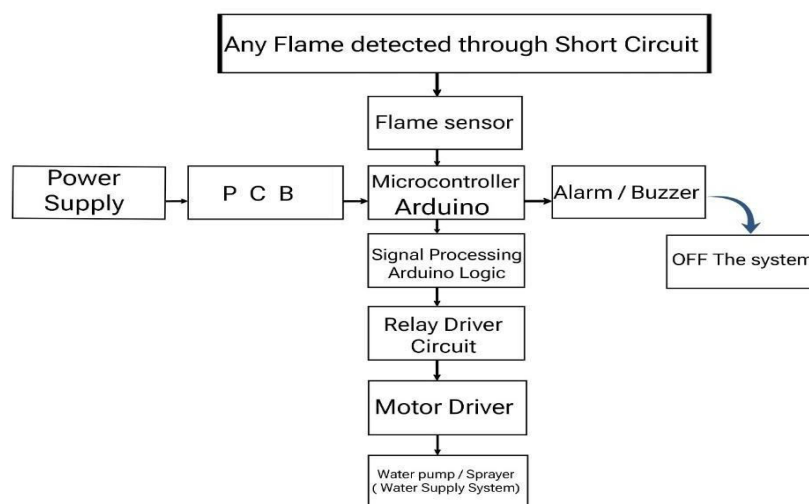 Any Flame detected through Short Circuit
Flame sensor
Power
Supply
P C B
Microcontroller
Arduino
Alarm / Buzzer
OFF The system
Signal Processing
Arduino Logic
Relay Driver
Circuit
Motor Driver
Water pump / Sprayer
( Water Supply System)